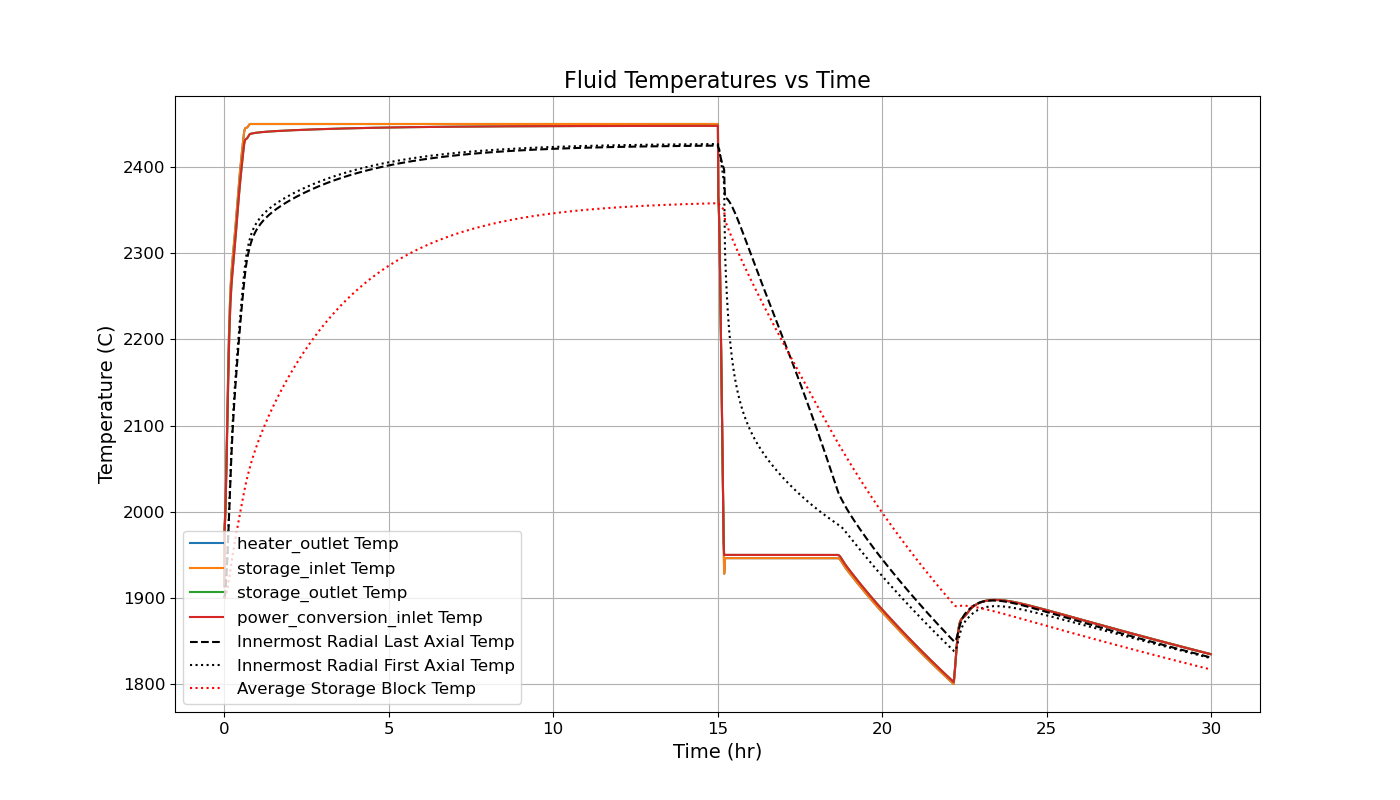 Fluid Temperatures vs Time
Temperature (C)
2400
2300
2200
2100
2000
1900
1800
heater_outlet Temp
storage_inlet Temp
storage_outlet Temp
power_conversion_inlet Temp
Innermost Radial Last Axial Temp
Innermost Radial First Axial Temp
Average Storage Block Temp
0 5 10 15 20 25 30
Time (hr)